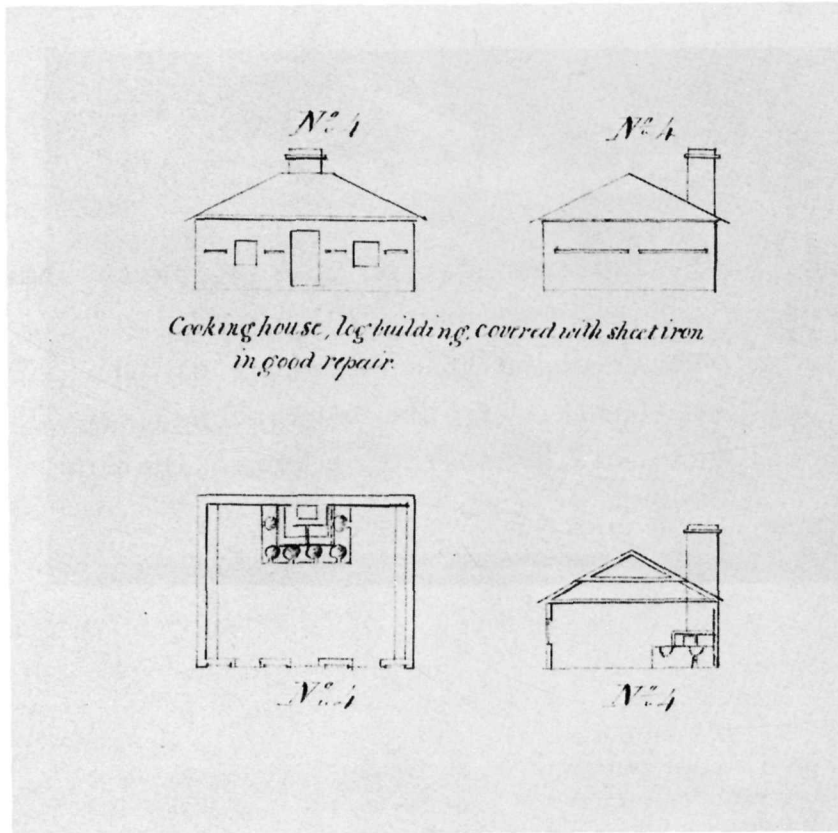 Nº 4
Nº 4
Cooking house, log building, covered with sheet iron
in good repair.
Nº 4
Nº 4